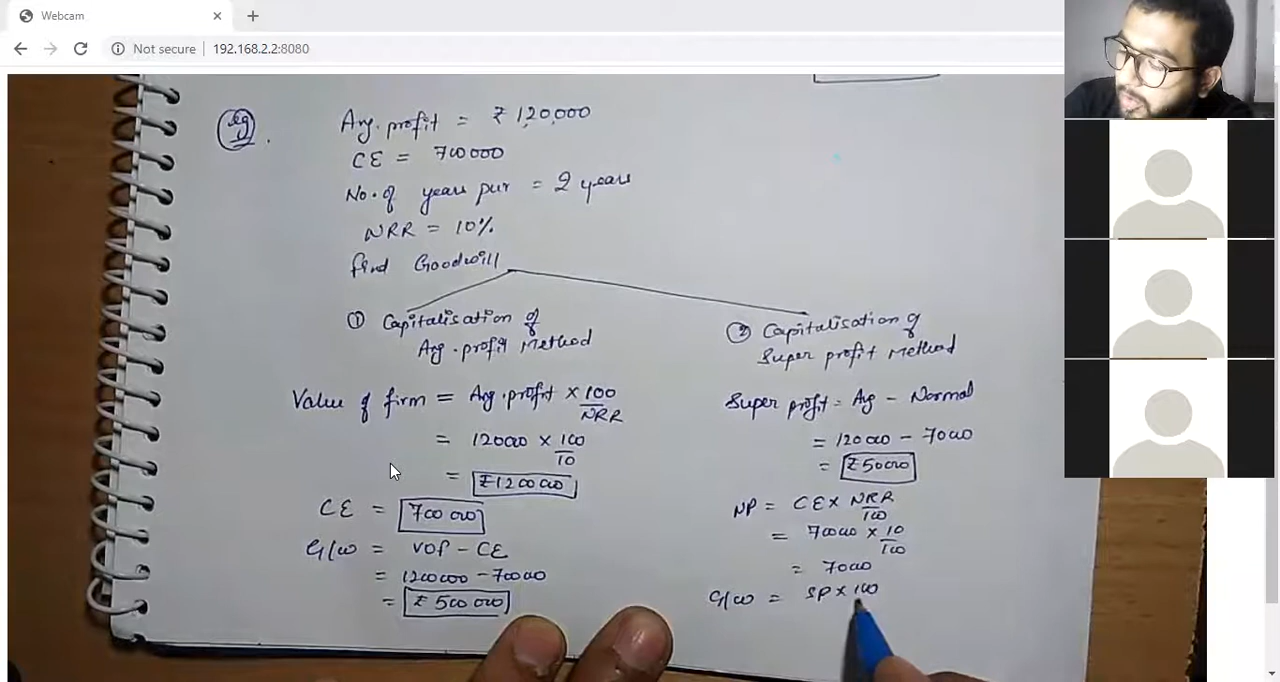 Webcam
Not secure
192.168.2.2:8080
eg
Avg. profit = ₹ 1,20,000
CE = 700000
No. of years pur = 2 years
NRR = 10%
find Goodwill
① Capitalisation of
Avg. profit Method
Value of firm = Avg. profit × 100/NRR
= 120000 × 100/10
= ₹1200000
CE = 700000
G/w = VOF - CE
= 1200000 - 700000
= ₹ 500000
② Capitalisation of
Super profit Method
Super profit = Avg - Normal
= 120000 - 70000
= ₹50000
NP = CE × NRR/100
= 700000 × 10/100
= 70000
G/w = SP × 100